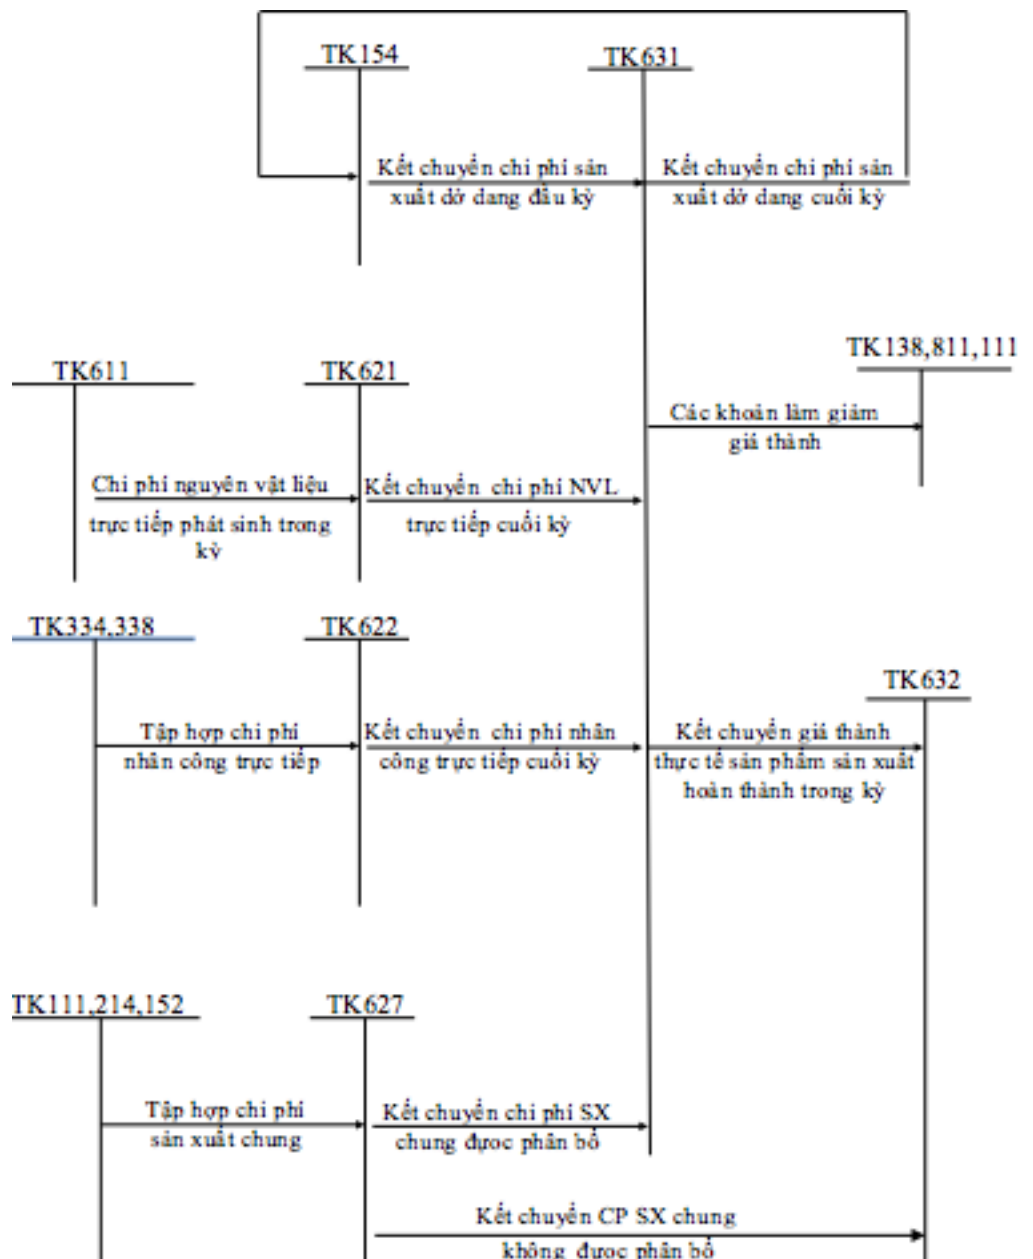 TK154
TK631
Kết chuyển chi phí sản
xuất dở dang đầu kỳ
Kết chuyển chi phí sản
xuất dở dang cuối kỳ
TK138,811,111
TK611
TK621
Các khoản làm giảm
giá thành
Chi phí nguyên vật liệu
trực tiếp phát sinh trong
kỳ
Kết chuyển chi phí NVL
trực tiếp cuối kỳ
TK334,338
TK622
TK632
Tập hợp chi phí
nhân công trực tiếp
Kết chuyển chi phí nhân
công trực tiếp cuối kỳ
Kết chuyển giá thành
thực tế sản phẩm sản xuất
hoàn thành trong kỳ
TK111,214,152
TK627
Tập hợp chi phí
sản xuất chung
Kết chuyển chi phí SX
chung đựoc phân bổ
Kết chuyển CP SX chung
không đựoc phân bổ